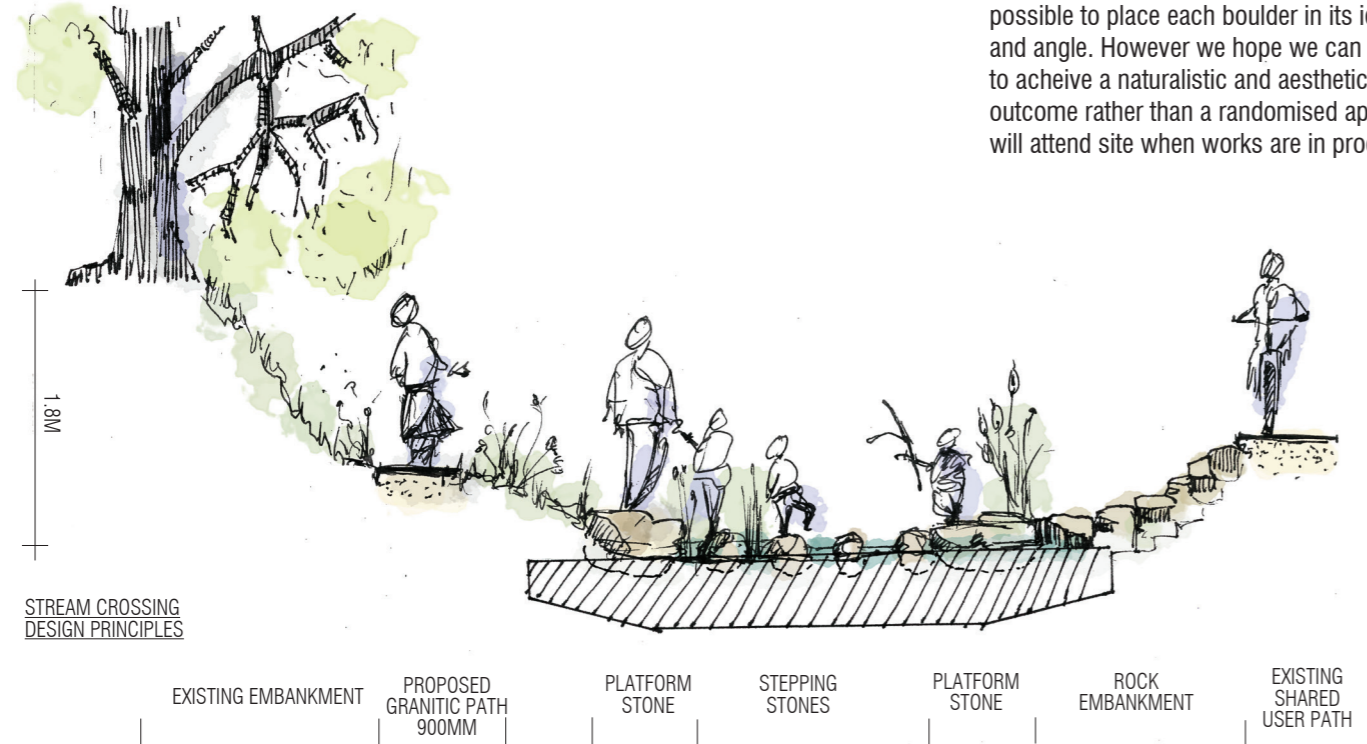 possible to place each boulder in its
and angle. However we hope we can
to acheive a naturalistic and aesthetic
outcome rather than a randomised
will attend site when works are in
1.8M
STREAM CROSSING
DESIGN PRINCIPLES
EXISTING EMBANKMENT
PROPOSED
GRANITIC PATH
900MM
PLATFORM
STONE
STEPPING
STONES
PLATFORM
STONE
ROCK
EMBANKMENT
EXISTING
SHARED
USER PATH